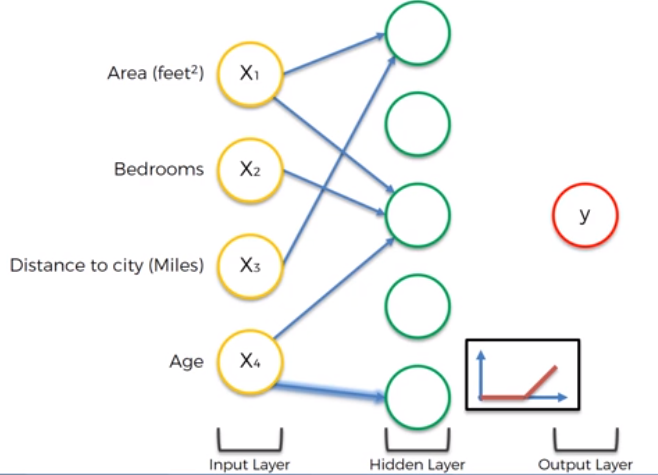 Area (feet²)
X₁
Bedrooms
X₂
y
Distance to city (Miles)
X₃
Age
X₄
Input Layer
Hidden Layer
Output Layer